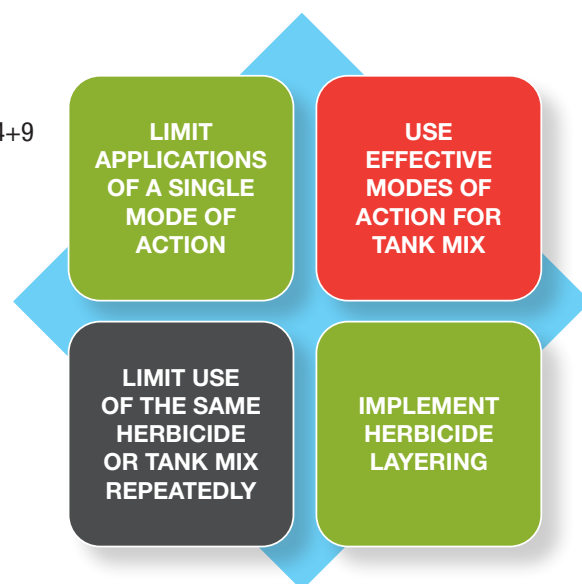 4+9
LIMIT
APPLICATIONS
OF A SINGLE
MODE OF
ACTION
USE
EFFECTIVE
MODES OF
ACTION FOR
TANK MIX
LIMIT USE
OF THE SAME
HERBICIDE
OR TANK MIX
REPEATEDLY
IMPLEMENT
HERBICIDE
LAYERING